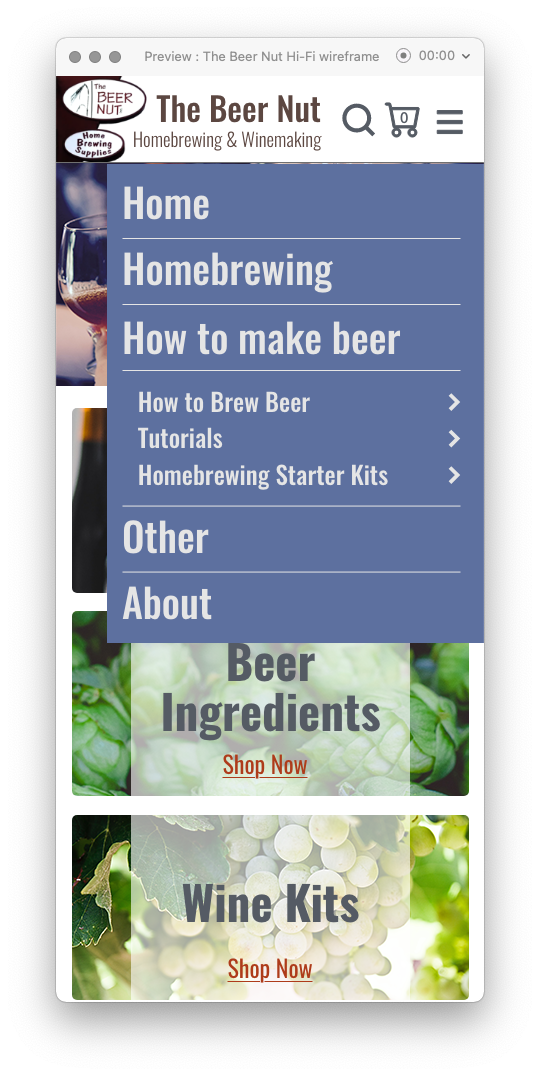 Preview : The Beer Nut Hi-Fi wireframe
00:00
The
BEER
NUT
Home
Brewing
Supplies
The Beer Nut
Homebrewing & Winemaking
0
Home
Homebrewing
How to make beer
How to Brew Beer
Tutorials
Homebrewing Starter Kits
Other
About
Beer
Ingredients
Shop Now
Wine Kits
Shop Now